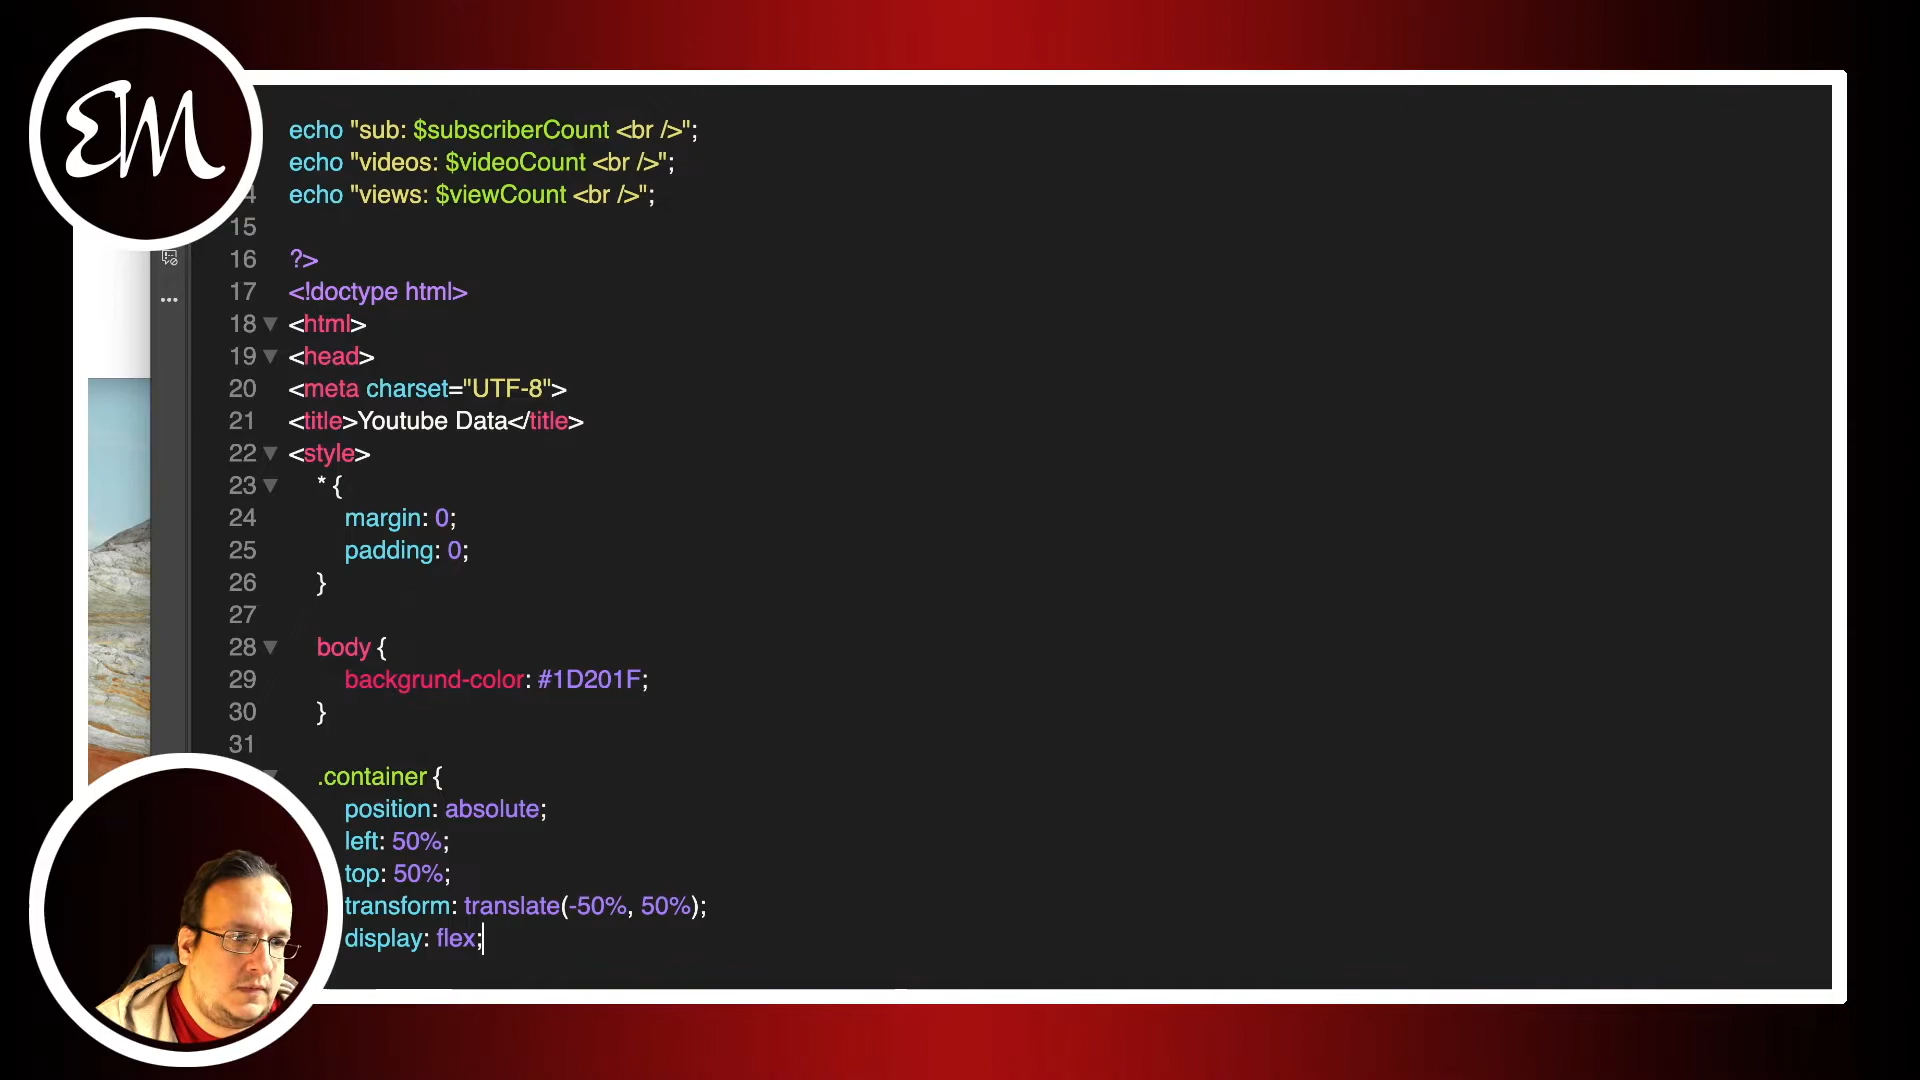 EM
echo "sub: $subscriberCount <br />";
echo "videos: $videoCount <br />";
4 echo "views: $viewCount <br />";
15
16 ?>
17 <!doctype html>
18 <html>
19 <head>
20 <meta charset="UTF-8">
21 <title>Youtube Data</title>
22 <style>
23 * {
24 margin: 0;
25 padding: 0;
26 }
27
28 body {
29 backgrund-color: #1D201F;
30 }
31
.container {
position: absolute;
left: 50%;
top: 50%;
transform: translate(-50%, 50%);
display: flex;